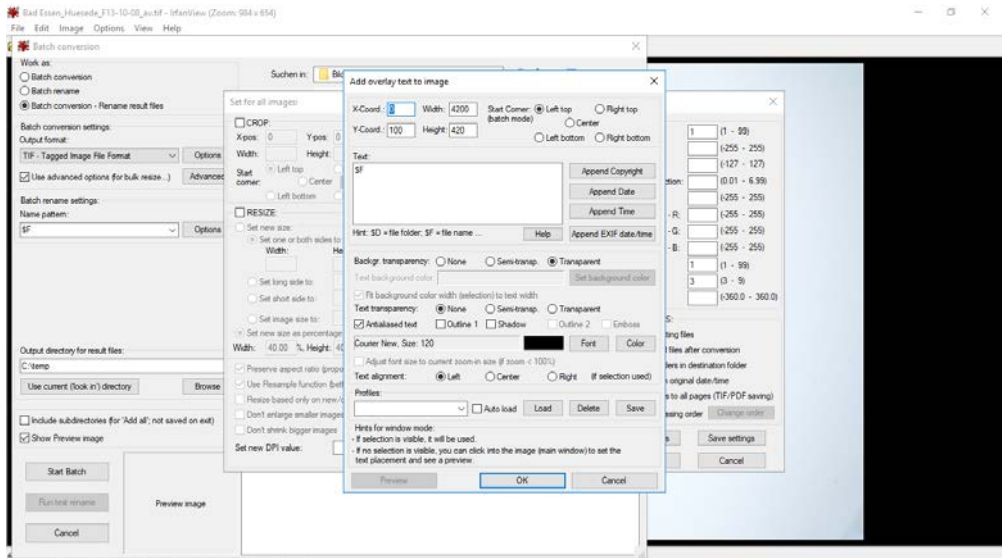 Bad Essen_Huesede_F13-10-08_av.tif - IrfanView (Zoom: 984 x 654)
File Edit Image Options View Help
Batch conversion
Work as:
Batch conversion
Batch rename
Batch conversion - Rename result files
Batch conversion settings:
Output format:
TIF - Tagged Image File Format
Options
Use advanced options (for bulk resize...)
Advanced
Batch rename settings:
Name pattern:
$F
Options
Output directory for result files:
C:\temp
Use current ('look in') directory
Browse
Include subdirectories (for 'Add all'; not saved on exit)
Show Preview image
Start Batch
Run test rename
Cancel
Preview image
Suchen in:
Set for all images:
CROP:
X-pos: 0 Y-pos: 0
Width: Height:
Start corner: Left top
Center
Left bottom
RESIZE:
Set new size:
Set one or both sides to
Width:
Set long side to:
Set short side to:
Set image size to:
Set new size as percentage
Width: 40.00 %, Height: 40
Preserve aspect ratio
Use Resample function
Resize based only on
Don't enlarge smaller images
Don't shrink bigger images
Set new DPI value:
Add overlay text to image
X-Coord.: 0 Width: 4200 Start Corner: (batch mode) Left top Right top
Center
Y-Coord.: 100 Height: 420 Left bottom Right bottom
Text:
$F
Append Copyright
Append Date
Append Time
Hint: $D = file folder; $F = file name ... Help Append EXIF date/time
Backgr. transparency: None Semi-transp. Transparent
Text background color Set background color
Fit background color width (selection) to text width
Text transparency: None Semi-transp. Transparent
Antialiased text Outline 1 Shadow Outline 2 Emboss
Courier New, Size: 120 Font Color
Adjust font size to current zoom-in size (if zoom < 100%)
Text alignment: Left Center Right (if selection used)
Profiles:
Auto load Load Delete Save
Hints for window mode:
- If selection is visible, it will be used.
- If no selection is visible, you can click into the image (main window) to set the
text placement and see a preview.
Preview OK Cancel
1 (1 - 99)
(-255 - 255)
(-127 - 127)
(0.01 - 6.99)
(-255 - 255)
- R: (-255 - 255)
- G: (-255 - 255)
- B: (-255 - 255)
1 (1 - 99)
3 (3 - 9)
(-360.0 - 360.0)
files
files after conversion
in destination folder
original date/time
to all pages (TIF/PDF saving)
order Change order
Save settings
Cancel